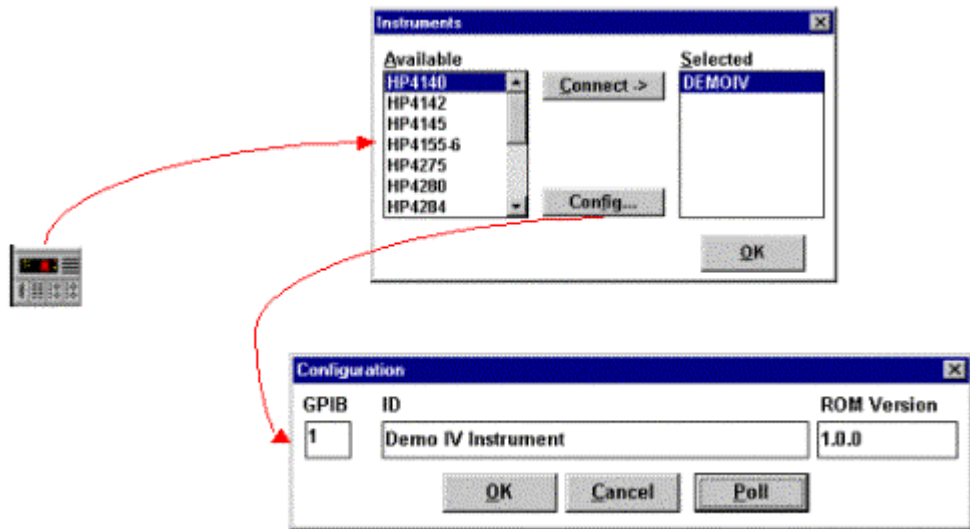 Instruments
Available
Selected
HP4140
HP4142
HP4145
HP4155-6
HP4275
HP4280
HP4284
Connect ->
DEMOIV
Config...
OK
Configuration
GPIB
ID
ROM Version
1
Demo IV Instrument
1.0.0
OK
Cancel
Poll